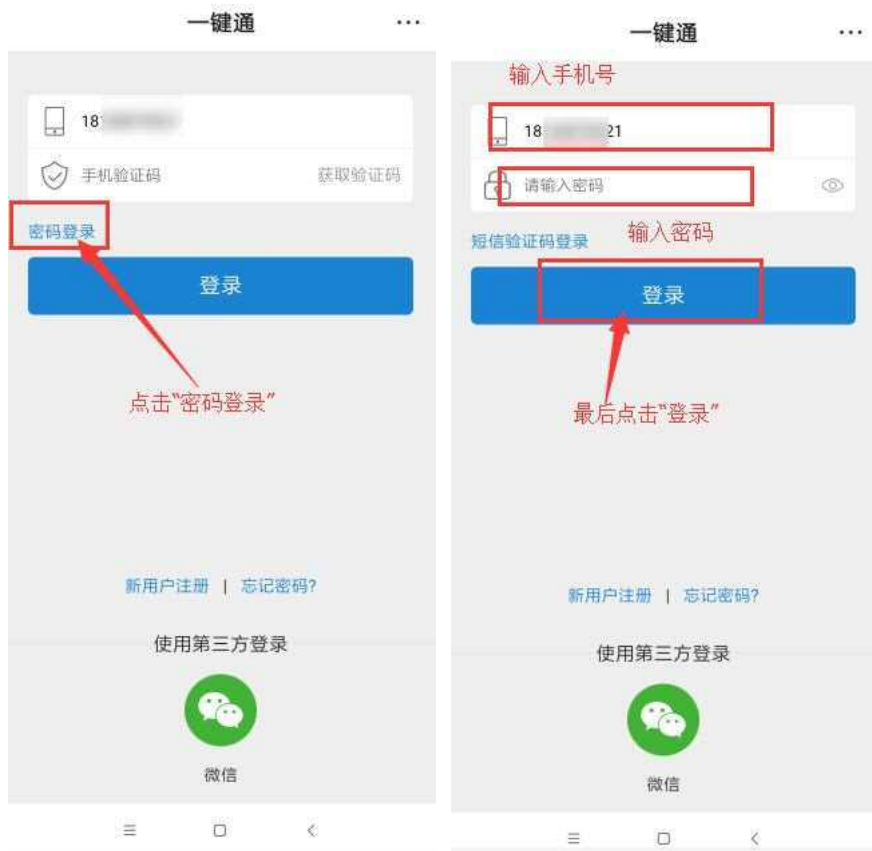 一键通
18
手机验证码 获取验证码
密码登录
登录
点击“密码登录”
新用户注册 | 忘记密码?
使用第三方登录
微信
一键通
输入手机号
18 21
请输入密码
短信验证码登录 输入密码
登录
最后点击“登录”
新用户注册 | 忘记密码?
使用第三方登录
微信